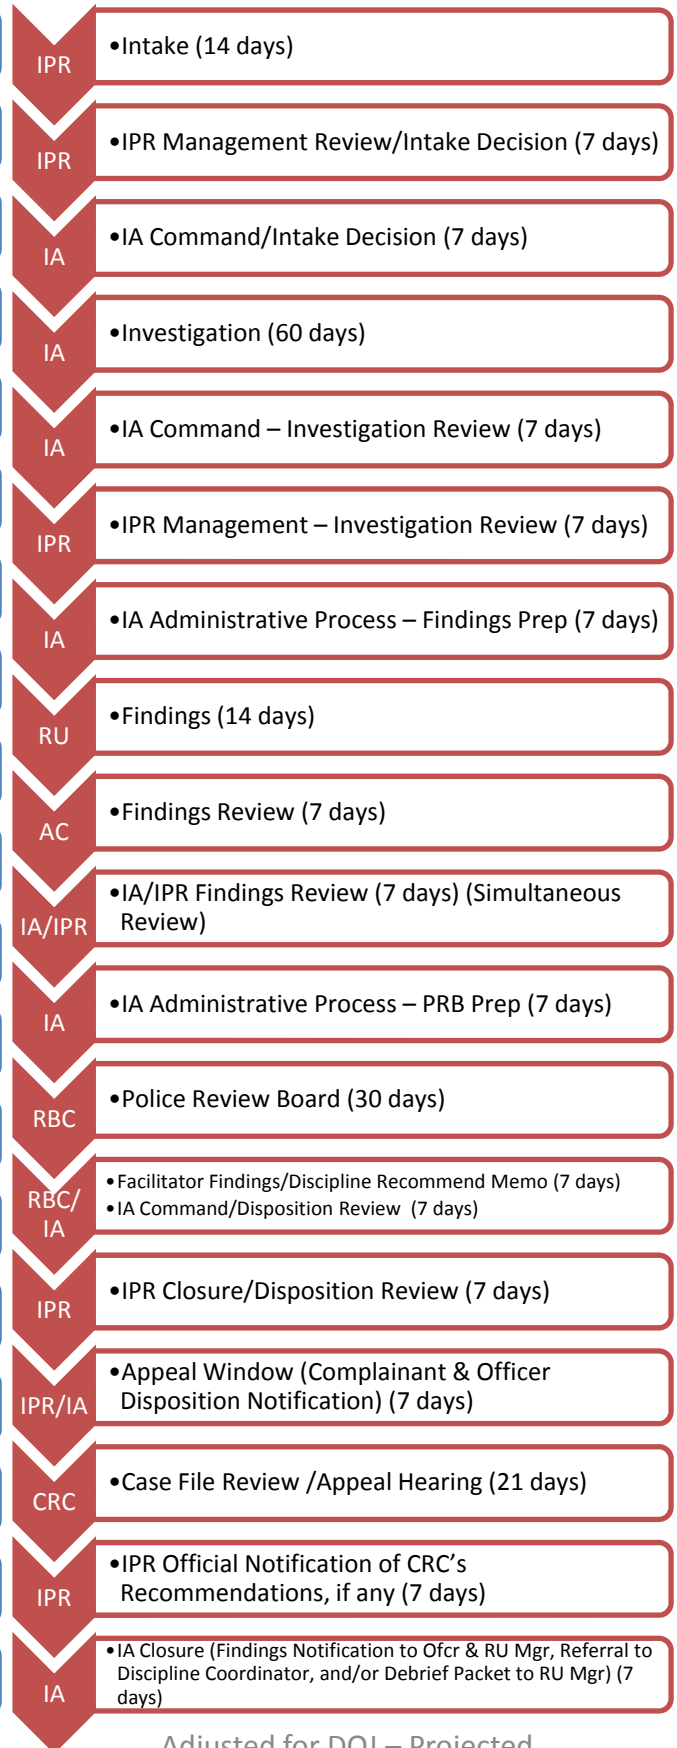 IPR
•Intake (14 days)
IPR
•IPR Management Review/Intake Decision (7 days)
IA
•IA Command/Intake Decision (7 days)
IA
•Investigation (60 days)
IA
•IA Command – Investigation Review (7 days)
IPR
•IPR Management – Investigation Review (7 days)
IA
•IA Administrative Process – Findings Prep (7 days)
RU
•Findings (14 days)
AC
•Findings Review (7 days)
IA/IPR
•IA/IPR Findings Review (7 days) (Simultaneous
Review)
IA
•IA Administrative Process – PRB Prep (7 days)
RBC
•Police Review Board (30 days)
RBC/
IA
•Facilitator Findings/Discipline Recommend Memo (7 days)
•IA Command/Disposition Review (7 days)
IPR
•IPR Closure/Disposition Review (7 days)
IPR/IA
•Appeal Window (Complainant & Officer
Disposition Notification) (7 days)
CRC
•Case File Review /Appeal Hearing (21 days)
IPR
•IPR Official Notification of CRC’s
Recommendations, if any (7 days)
IA
•IA Closure (Findings Notification to Ofcr & RU Mgr, Referral to
Discipline Coordinator, and/or Debrief Packet to RU Mgr) (7
days)
Adjusted for DOJ – Projected